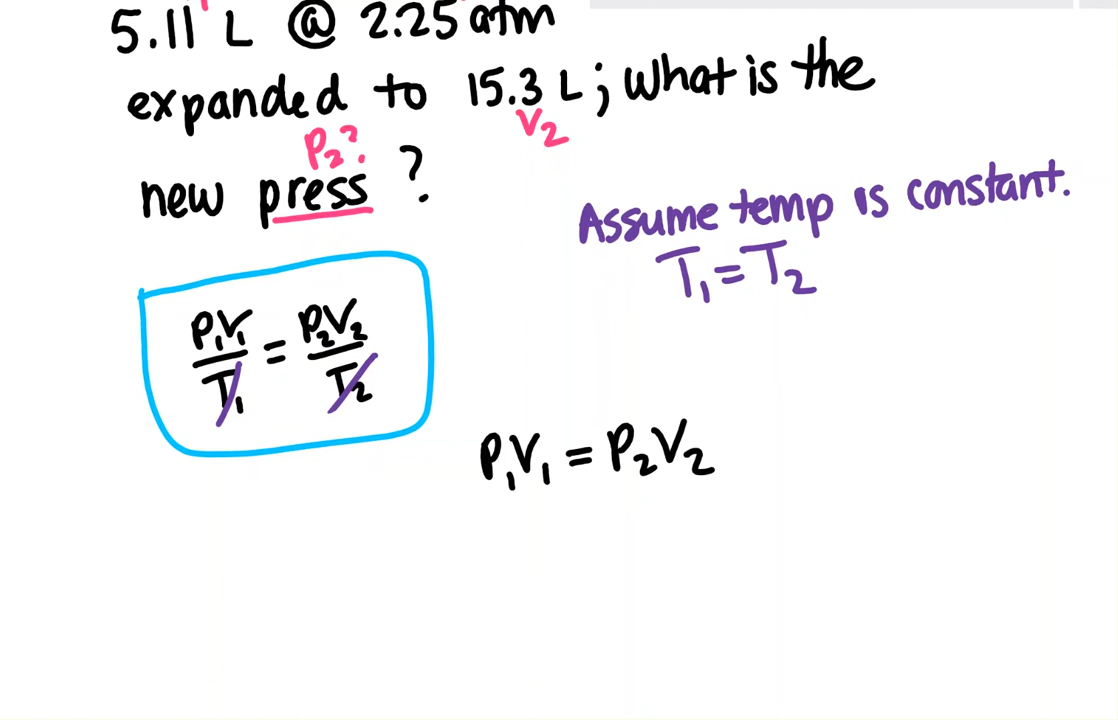 5.11 L @ 2.25 atm
expanded to 15.3 L; what is the
V₂
P₂?
new press ?
Assume temp is constant.
T₁ = T₂
P₁V₁/T₁ = P₂V₂/T₂
P₁V₁ = P₂V₂